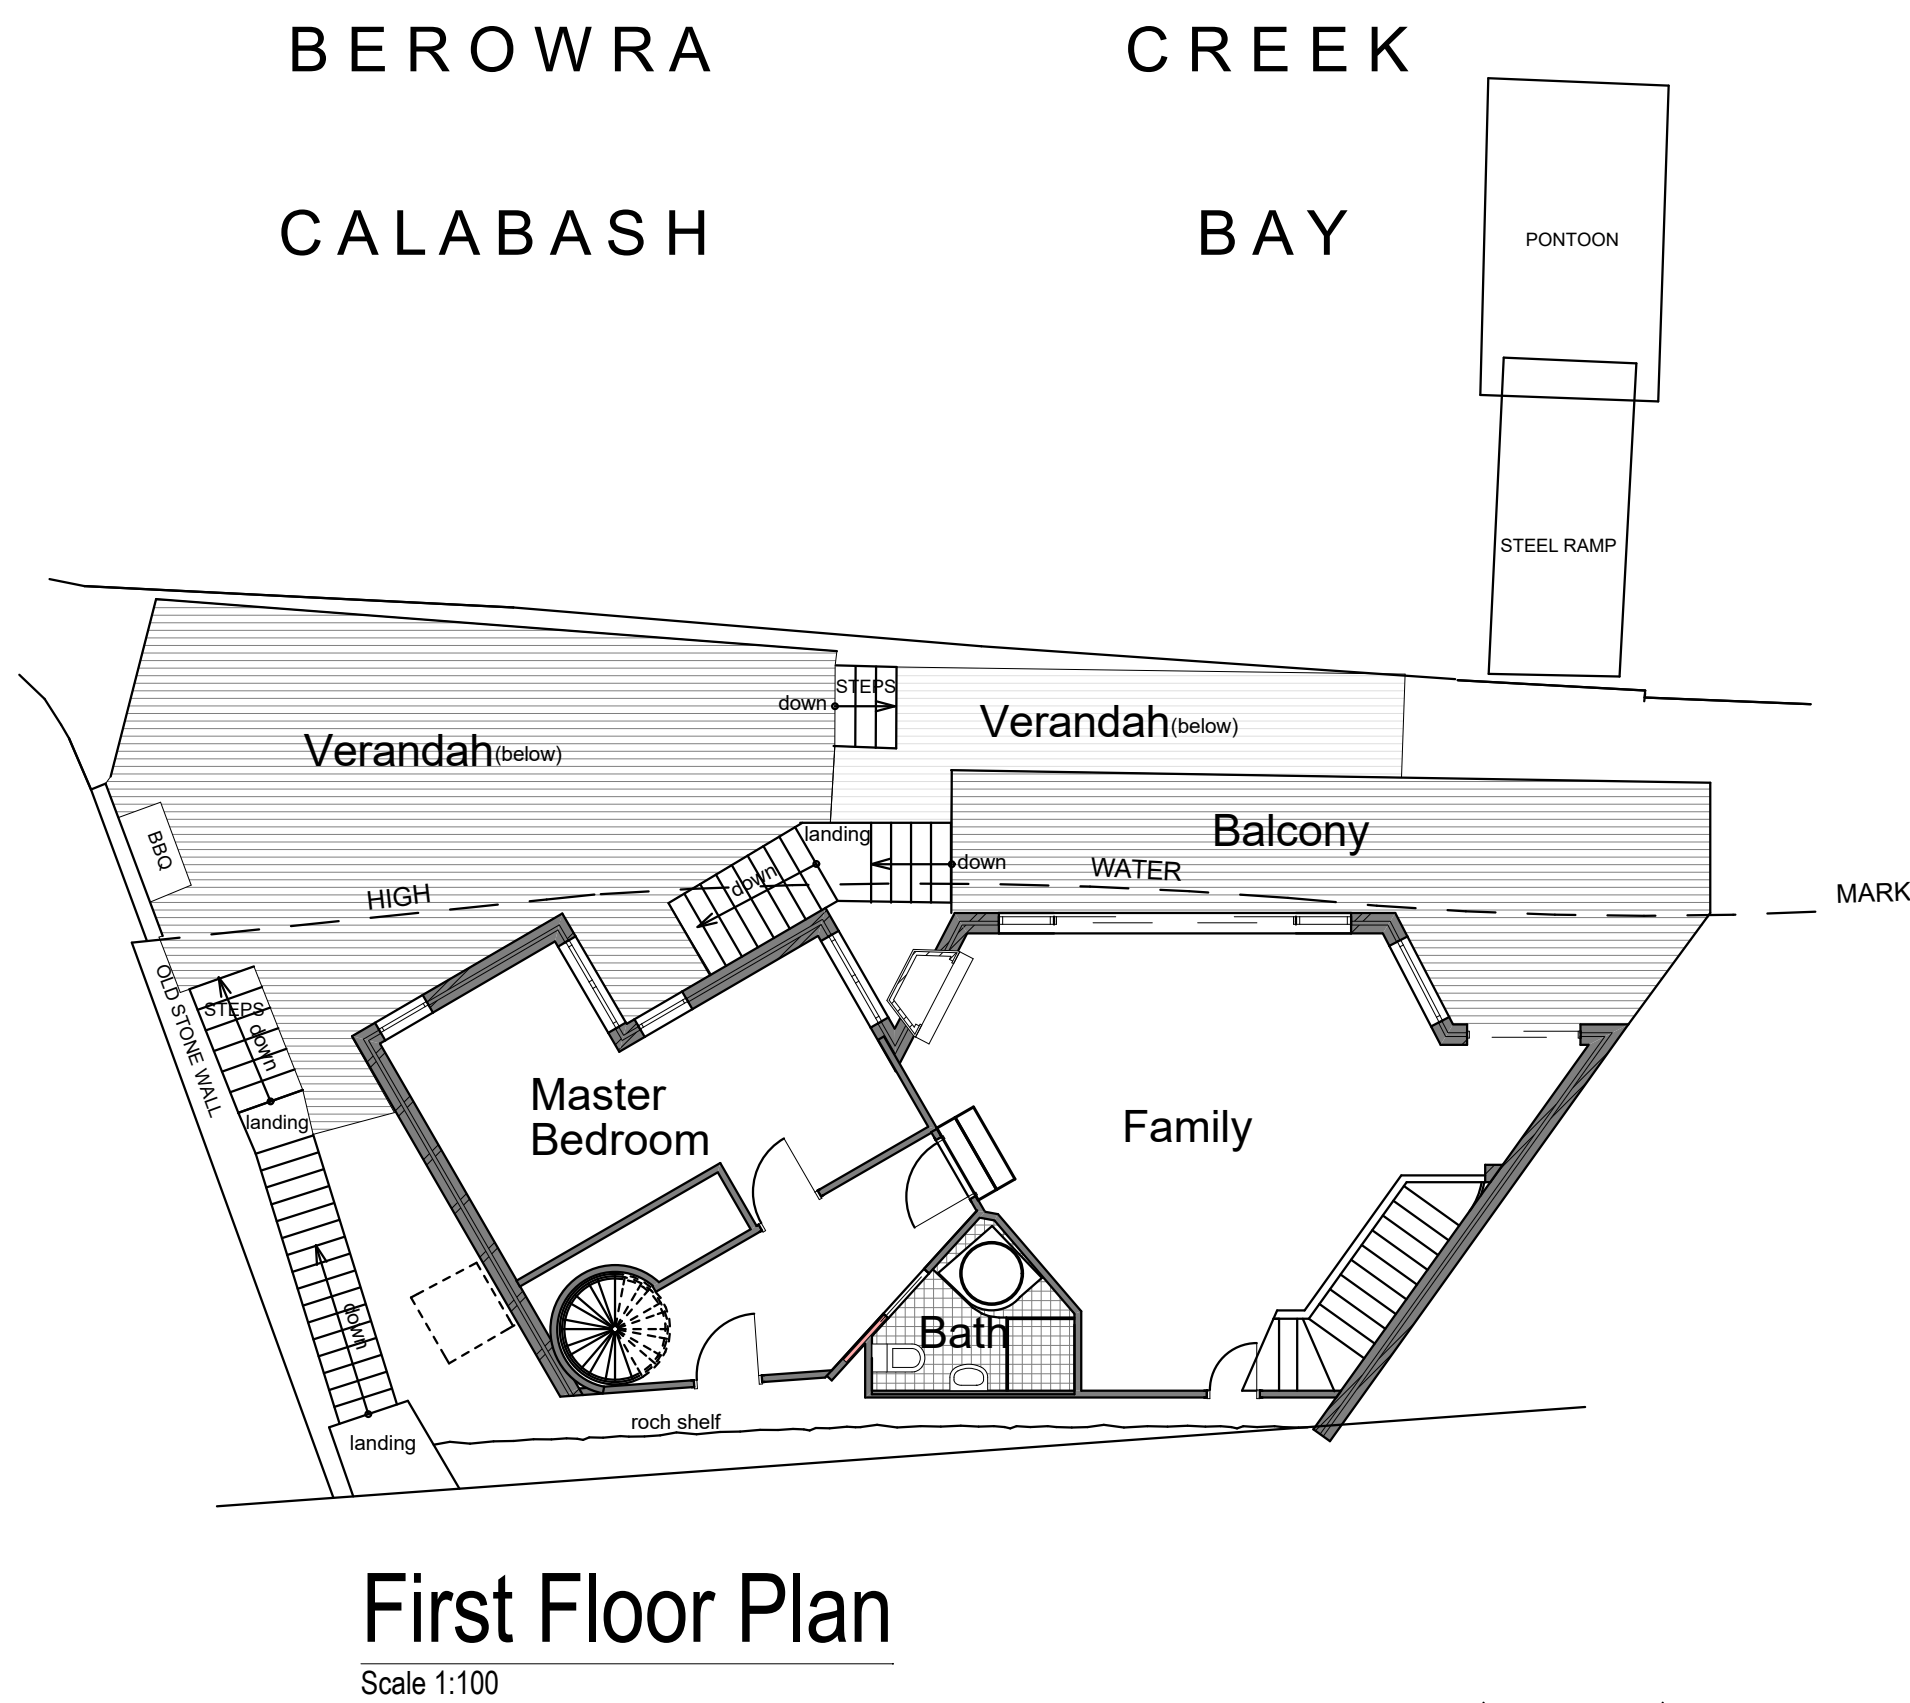 BEROWRA CREEK
CALABASH BAY
PONTOON
STEEL RAMP
STEPS
down
Verandah(below)
Verandah(below)
Balcony
landing
down
down
BBQ
HIGH WATER MARK
OLD STONE WALL
STEPS
down
landing
Master
Bedroom
Family
down
Bath
roch shelf
landing
First Floor Plan
Scale 1:100